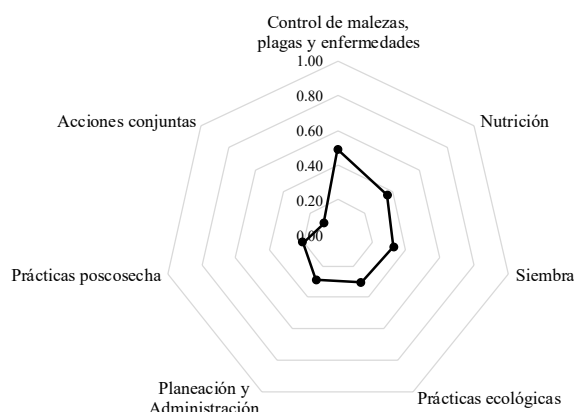 Control de malezas,
plagas y enfermedades
1.00
0.80
0.60
0.40
0.20
0.00
Nutrición
Siembra
Prácticas ecológicas
Planeación y
Administración
Prácticas poscosecha
Acciones conjuntas